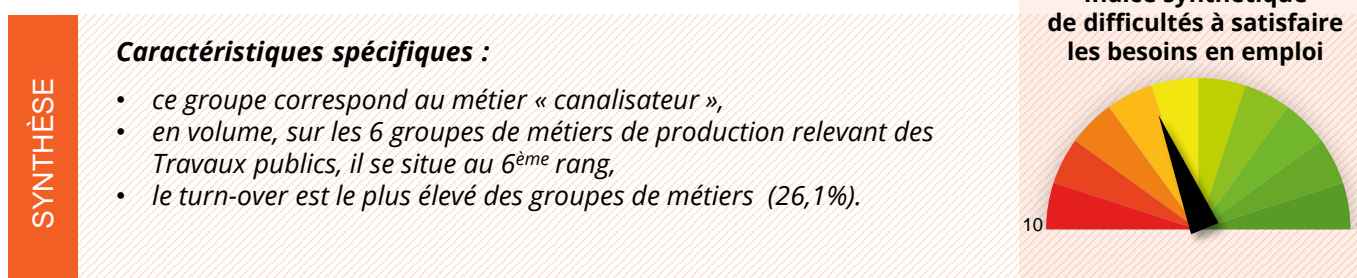 SYNTHÈSE
Caractéristiques spécifiques :
• ce groupe correspond au métier « canalisateur »,
• en volume, sur les 6 groupes de métiers de production relevant des
Travaux publics, il se situe au 6ème rang,
• le turn-over est le plus élevé des groupes de métiers (26,1%).
Indice synthétique
de difficultés à satisfaire
les besoins en emploi
10